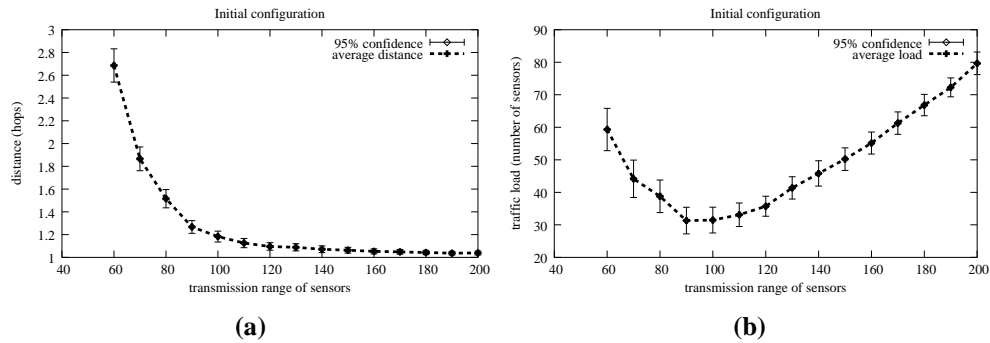 Initial configuration
3
2.8
2.6
2.4
2.2
2
1.8
1.6
1.4
1.2
1
distance (hops)
95% confidence
average distance
40 60 80 100 120 140 160 180 200
transmission range of sensors
(a)
Initial configuration
90
80
70
60
50
40
30
20
traffic load (number of sensors)
95% confidence
average load
40 60 80 100 120 140 160 180 200
transmission range of sensors
(b)